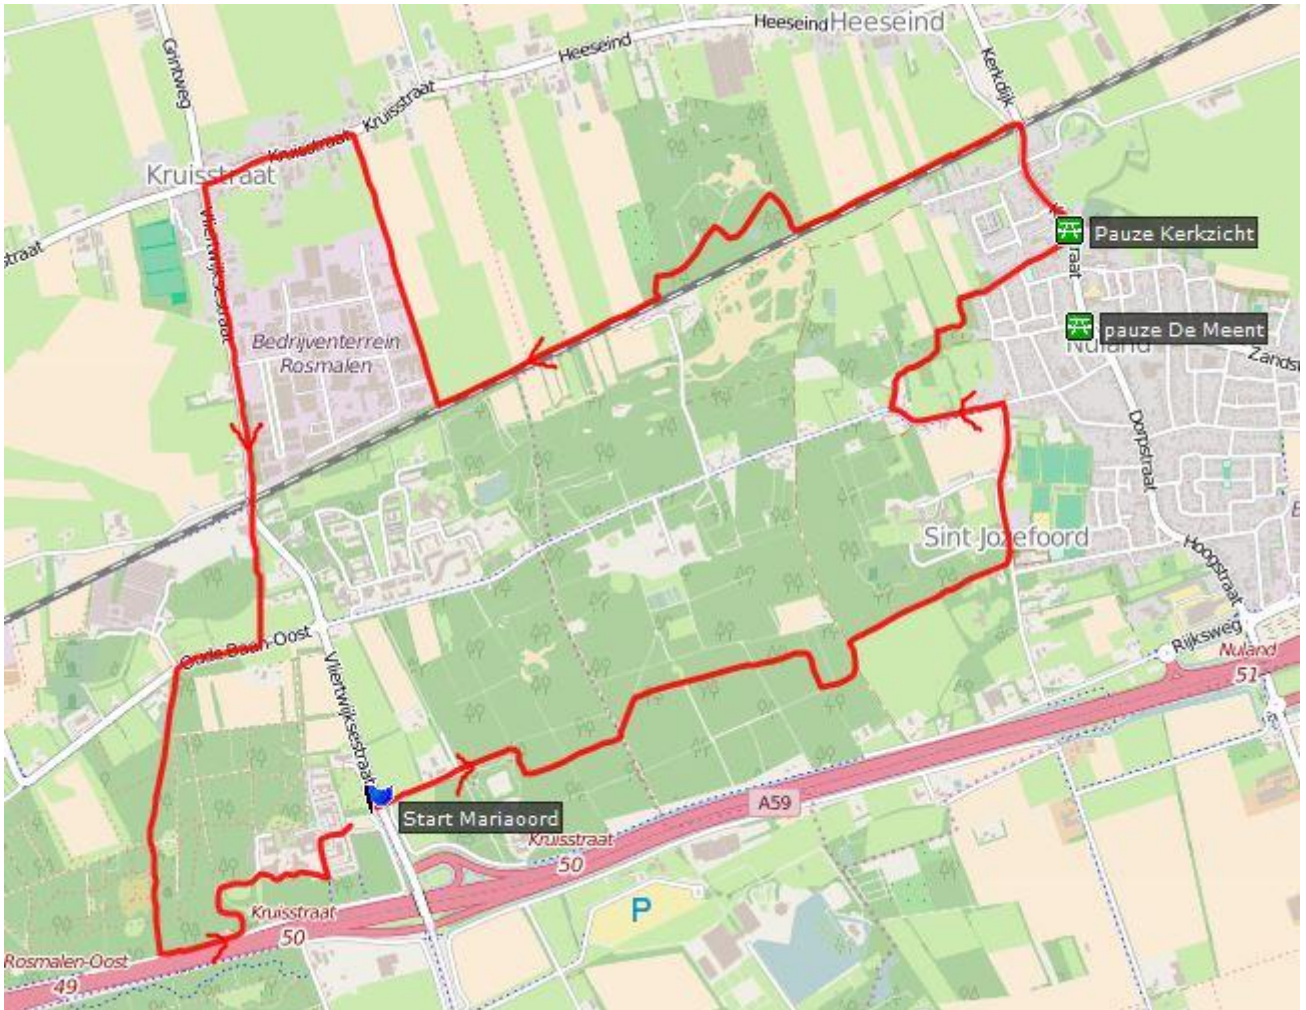 Heeseind
Heeseind
Heeseind
Grintweg
Kerkdijk
Kruisstraat
Kruisstraat
Kruisstraat
straat
Vliertwijksestraat
Pauze Kerkzicht
raat
pauze De Meent
Nuland
Bedrijventerrein
Rosmalen
Dorpstraat
Sint Jozefoord
Hoogstraat
Oude Baan-Oost
Rijksweg
Nuland
51
Vliertwijksestraat
A59
Start Mariaoord
Kruisstraat
50
P
Kruisstraat
50
Rosmalen-Oost
49